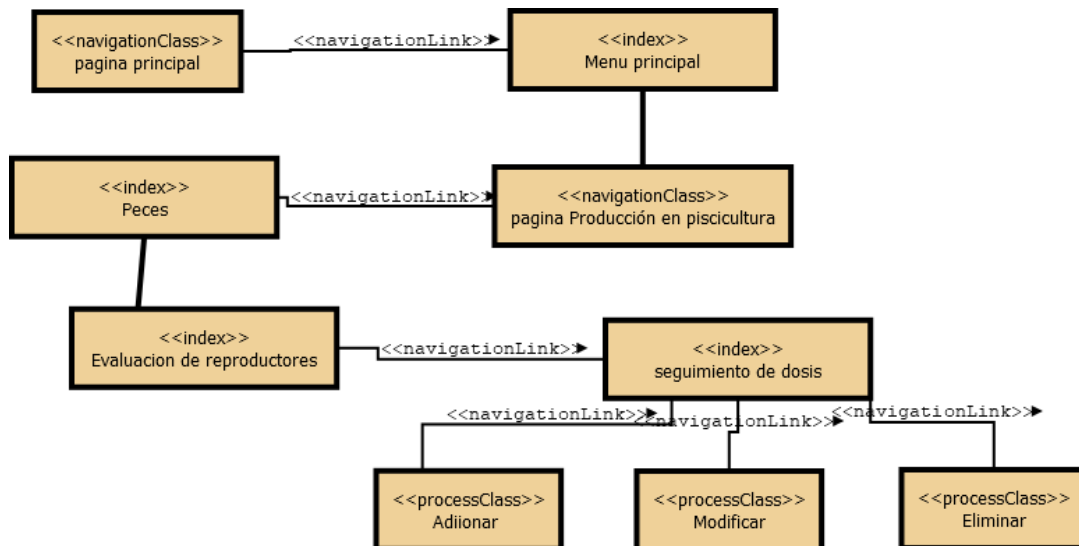 <<navigationClass>>
pagina principal
<<navigationLink>>
<<index>>
Menu principal
<<index>>
Peces
<<navigationLink>>
<<navigationClass>>
pagina Producción en piscicultura
<<index>>
Evaluacion de reproductores
<<navigationLink>>
<<index>>
seguimiento de dosis
<<navigationLink>>
<<navigationLink>>
<<navigationLink>>
<<processClass>>
Adiionar
<<processClass>>
Modificar
<<processClass>>
Eliminar